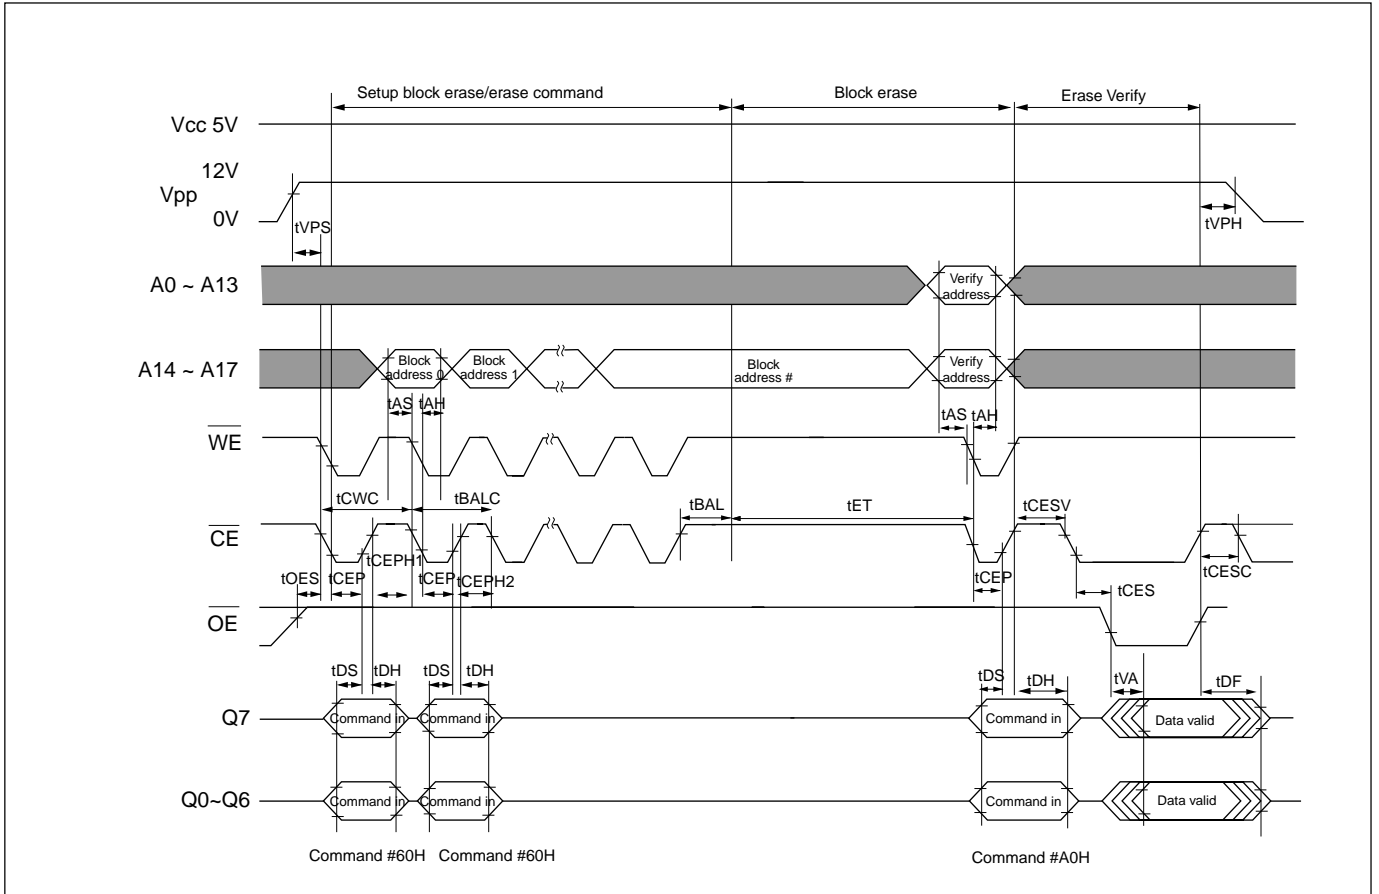 Setup block erase/erase command
Block erase
Erase Verify
Vcc 5V
12V
Vpp
0V
tVPS
tVPH
A0 ~ A13
Verify
address
A14 ~ A17
Block
address 0
Block
address 1
Block
address #
Verify
address
tAS
tAH
tAS
tAH
WE
tCWC
tBALC
tBAL
tET
tCESV
CE
tCEPH1
tOES
tCEP
tCEP
tCEPH2
tCEP
tCESC
tCES
OE
tDS
tDH
tDS
tDH
tDS
tDH
tVA
tDF
Q7
Command in
Command in
Command in
Data valid
Q0~Q6
Command in
Command in
Command in
Data valid
Command #60H
Command #60H
Command #A0H